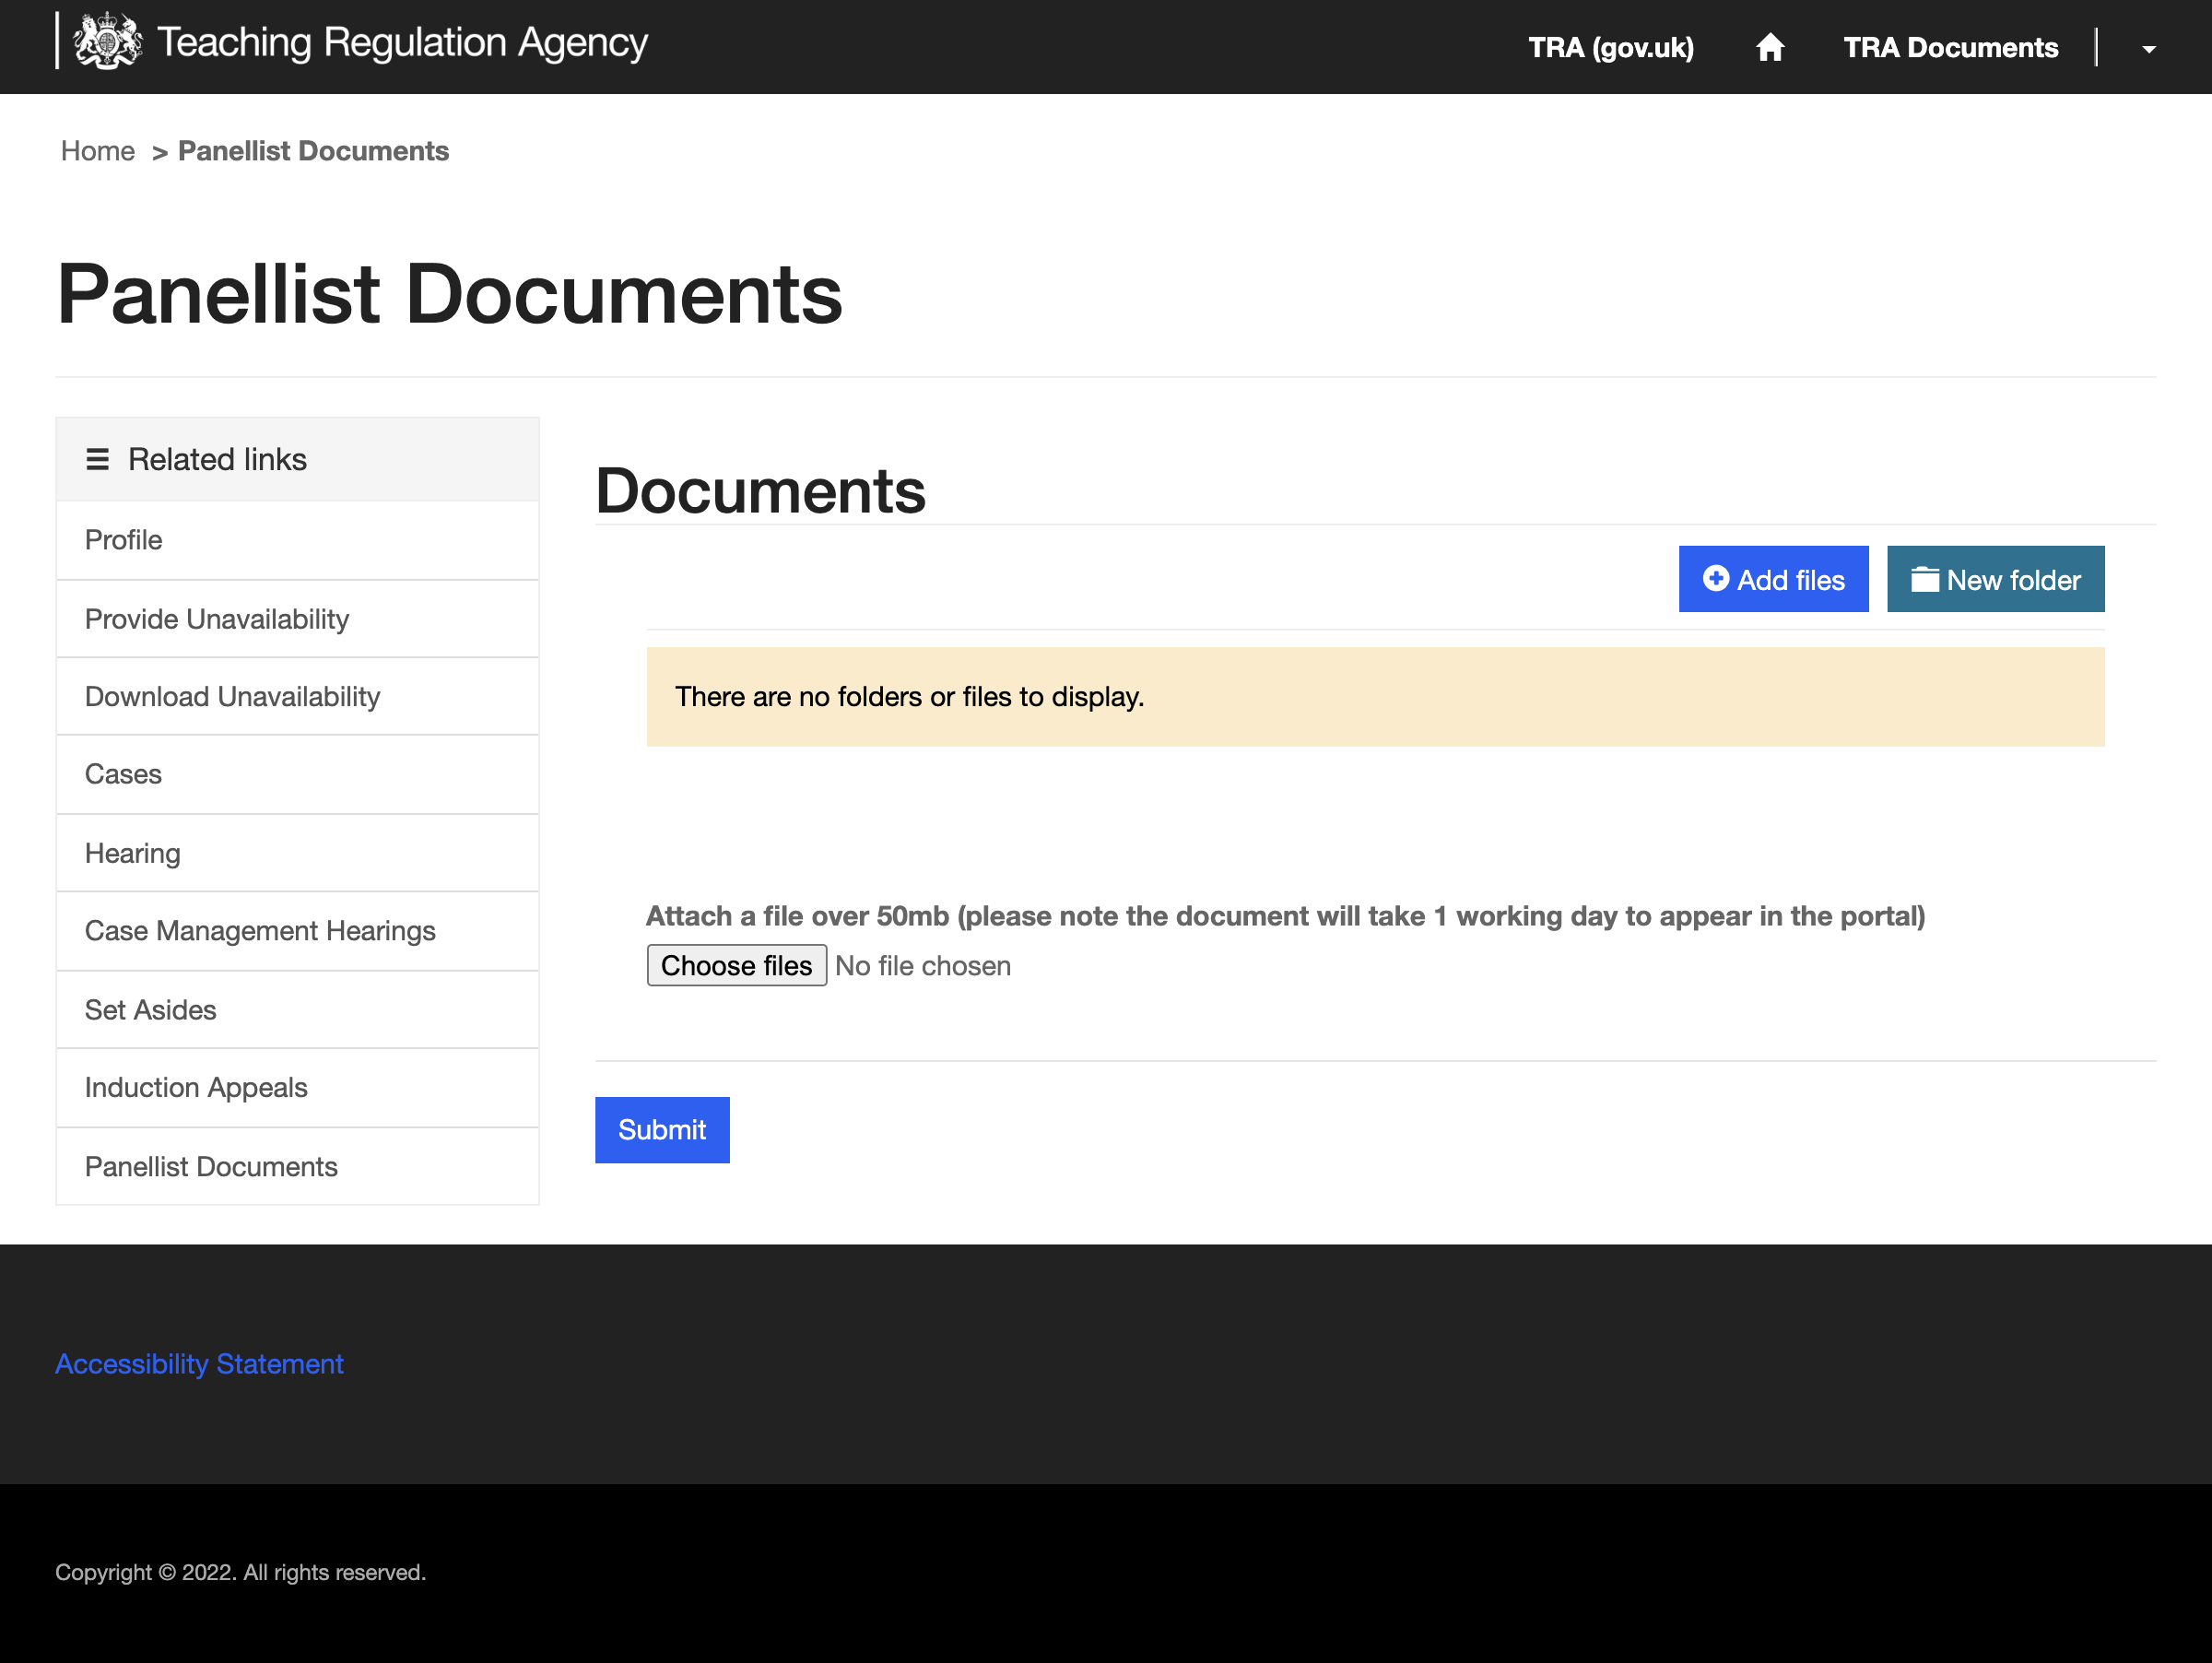 Teaching Regulation Agency
TRA (gov.uk)
TRA Documents
Home > Panellist Documents
Panellist Documents
Related links
Profile
Provide Unavailability
Download Unavailability
Cases
Hearing
Case Management Hearings
Set Asides
Induction Appeals
Panellist Documents
Documents
Add files
New folder
There are no folders or files to display.
Attach a file over 50mb (please note the document will take 1 working day to appear in the portal)
Choose files No file chosen
Submit
Accessibility Statement
Copyright © 2022. All rights reserved.